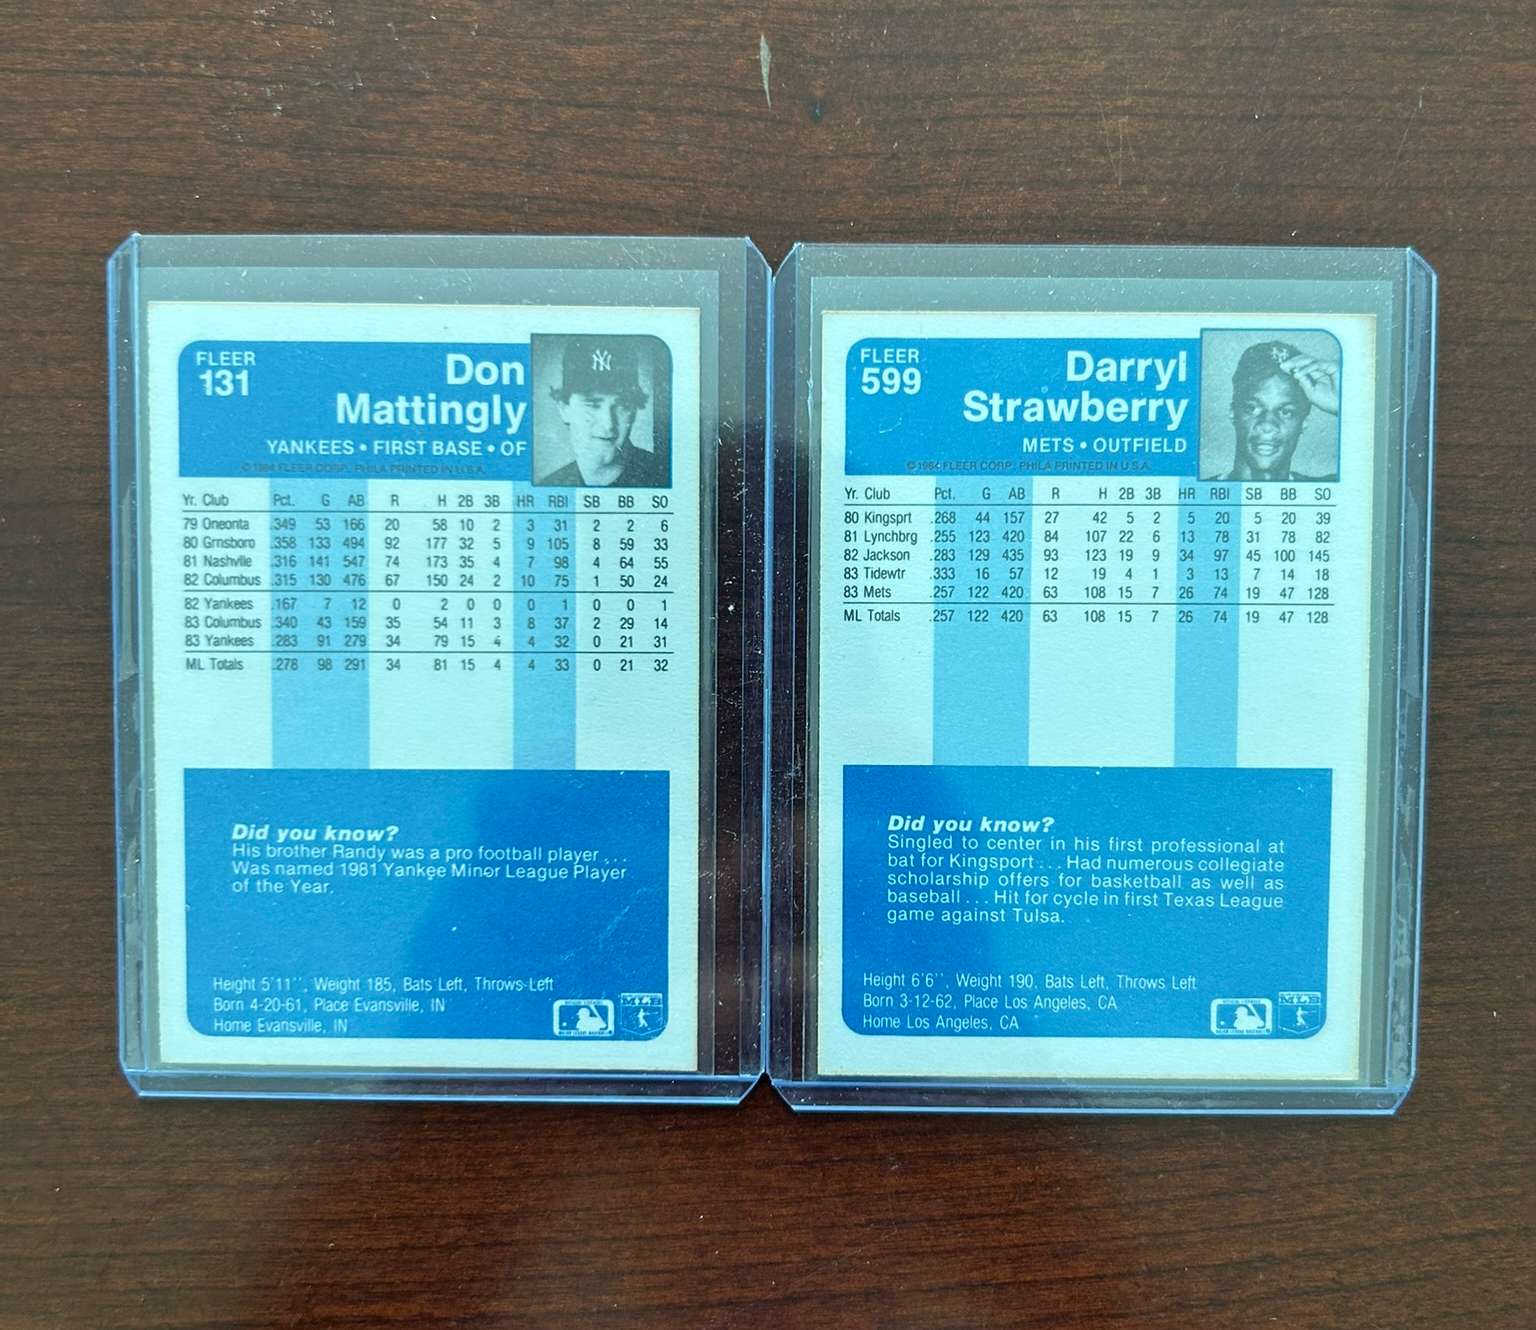 FLEER
131
Don
Mattingly
YANKEES • FIRST BASE • OF
© 1984 FLEER CORP. PHILA PRINTED IN U.S.A.
Yr. Club Pct. G AB R H 2B 3B HR RBI SB BB SO
79 Oneonta .349 53 166 20 58 10 2 3 31 2 2 6
80 Grnsboro .358 133 494 92 177 32 5 9 105 8 59 33
81 Nashville .316 141 547 74 173 35 4 7 98 4 64 55
82 Columbus .315 130 476 67 150 24 2 10 75 1 50 24
82 Yankees .167 7 12 0 2 0 0 0 1 0 0 1
83 Columbus .340 43 159 35 54 11 3 8 37 2 29 14
83 Yankees .283 91 279 34 79 15 4 4 32 0 21 31
ML Totals .278 98 291 34 81 15 4 4 33 0 21 32
Did you know?
His brother Randy was a pro football player . . .
Was named 1981 Yankee Minor League Player
of the Year.
Height 5'11'', Weight 185, Bats Left, Throws Left
Born 4-20-61, Place Evansville, IN
Home Evansville, IN
MLB
FLEER
599
Darryl
Strawberry
METS • OUTFIELD
© 1984 FLEER CORP. PHILA PRINTED IN U.S.A.
Yr. Club Pct. G AB R H 2B 3B HR RBI SB BB SO
80 Kingsprt .268 44 157 27 42 5 2 5 20 5 20 39
81 Lynchbrg .255 123 420 84 107 22 6 13 78 31 78 82
82 Jackson .283 129 435 93 123 19 9 34 97 45 100 145
83 Tidewtr .333 16 57 12 19 4 1 3 13 7 14 18
83 Mets .257 122 420 63 108 15 7 26 74 19 47 128
ML Totals .257 122 420 63 108 15 7 26 74 19 47 128
Did you know?
Singled to center in his first professional at
bat for Kingsport . . . Had numerous collegiate
scholarship offers for basketball as well as
baseball . . . Hit for cycle in first Texas League
game against Tulsa.
Height 6'6'', Weight 190, Bats Left, Throws Left
Born 3-12-62, Place Los Angeles, CA
Home Los Angeles, CA
MLB